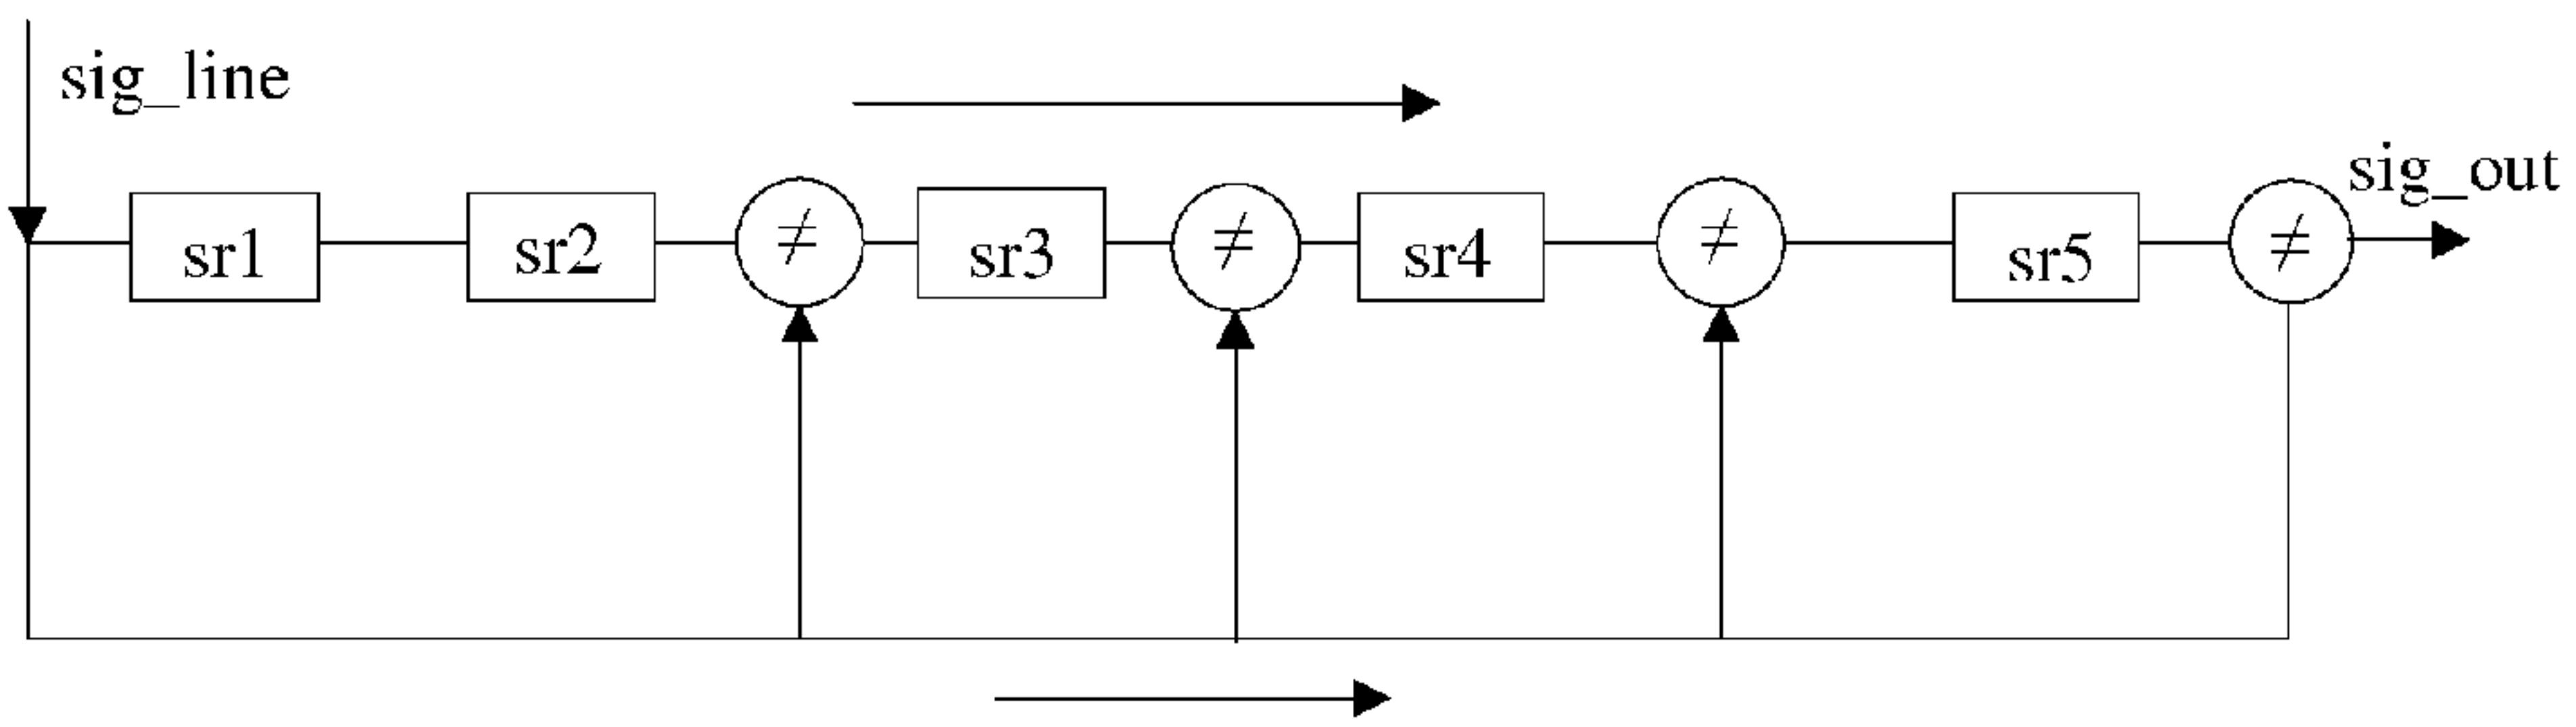 sig_line
sig_out
sr1 sr2 ≠ sr3 ≠ sr4 ≠ sr5 ≠